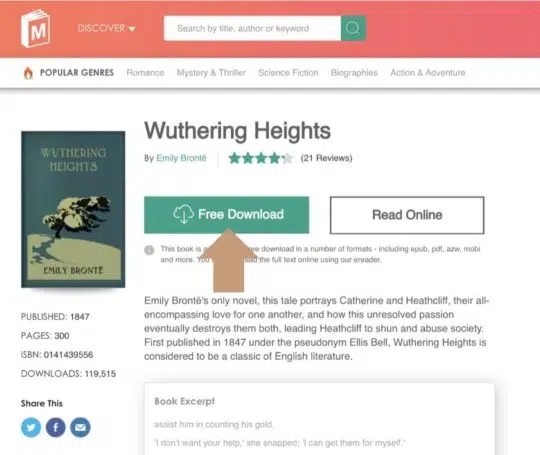 M
DISCOVER
Search by title, author or keyword
POPULAR GENRES Romance Mystery & Thriller Science Fiction Biographies Action & Adventure
WUTHERING
HEIGHTS
EMILY BRONTË
Wuthering Heights
By Emily Brontë (21 Reviews)
Free Download
Read Online
This book is free download in a number of formats - including epub, pdf, azw, mobi
and more. You the full text online using our ereader.
Emily Brontë's only novel, this tale portrays Catherine and Heathcliff, their all-
encompassing love for one another, and how this unresolved passion
eventually destroys them both, leading Heathcliff to shun and abuse society.
First published in 1847 under the pseudonym Ellis Bell, Wuthering Heights is
considered to be a classic of English literature.
PUBLISHED: 1847
PAGES: 300
ISBN: 0141439556
DOWNLOADS: 119,515
Share This
Book Excerpt
assist him in counting his gold.
'I don't want your help,' she snapped; 'I can get them for myself.'